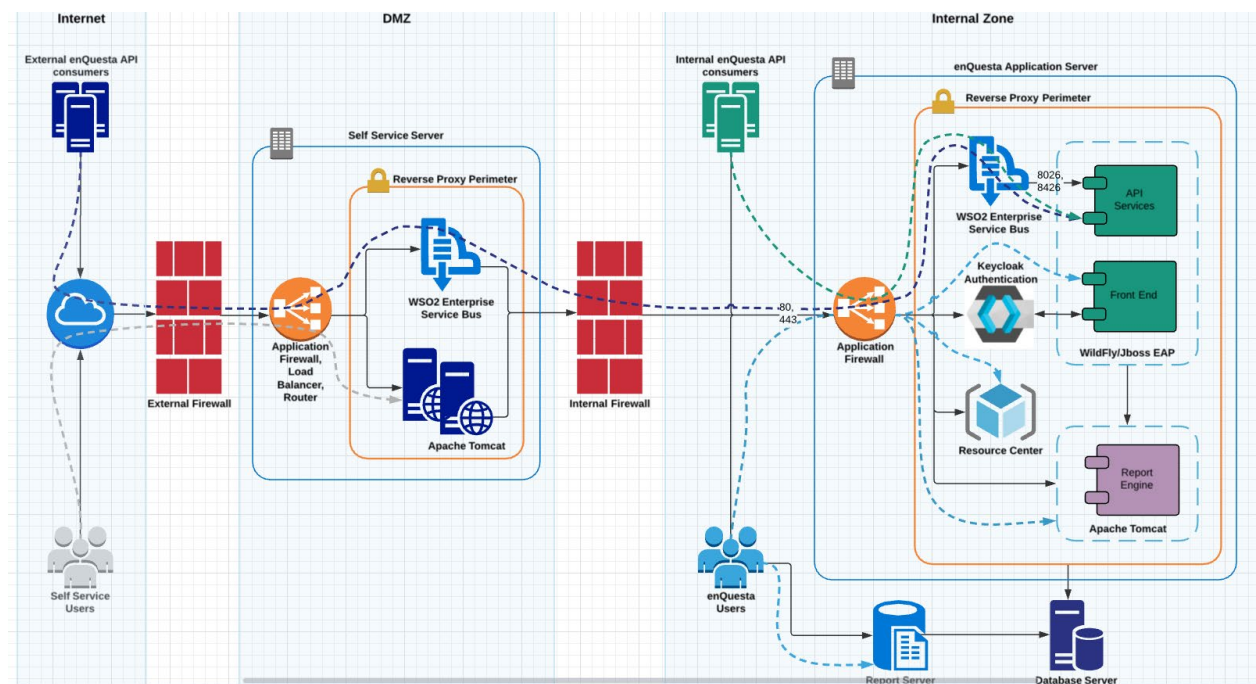 Internet
DMZ
Internal Zone
External enQuesta API
consumers
Internal enQuesta API
consumers
enQuesta Application Server
Reverse Proxy Perimeter
Self Service Server
Reverse Proxy Perimeter
8026,
8426
API
Services
WSO2 Enterprise
Service Bus
WSO2 Enterprise
Service Bus
Keycloak
Authentication
Front End
80,
443
WildFly/Jboss EAP
Application
Firewall,
Load
Balancer,
Router
Application
Firewall
External Firewall
Internal Firewall
Apache Tomcat
Resource Center
Report
Engine
Apache Tomcat
Self Service
Users
enQuesta
Users
Report Server
Database Server